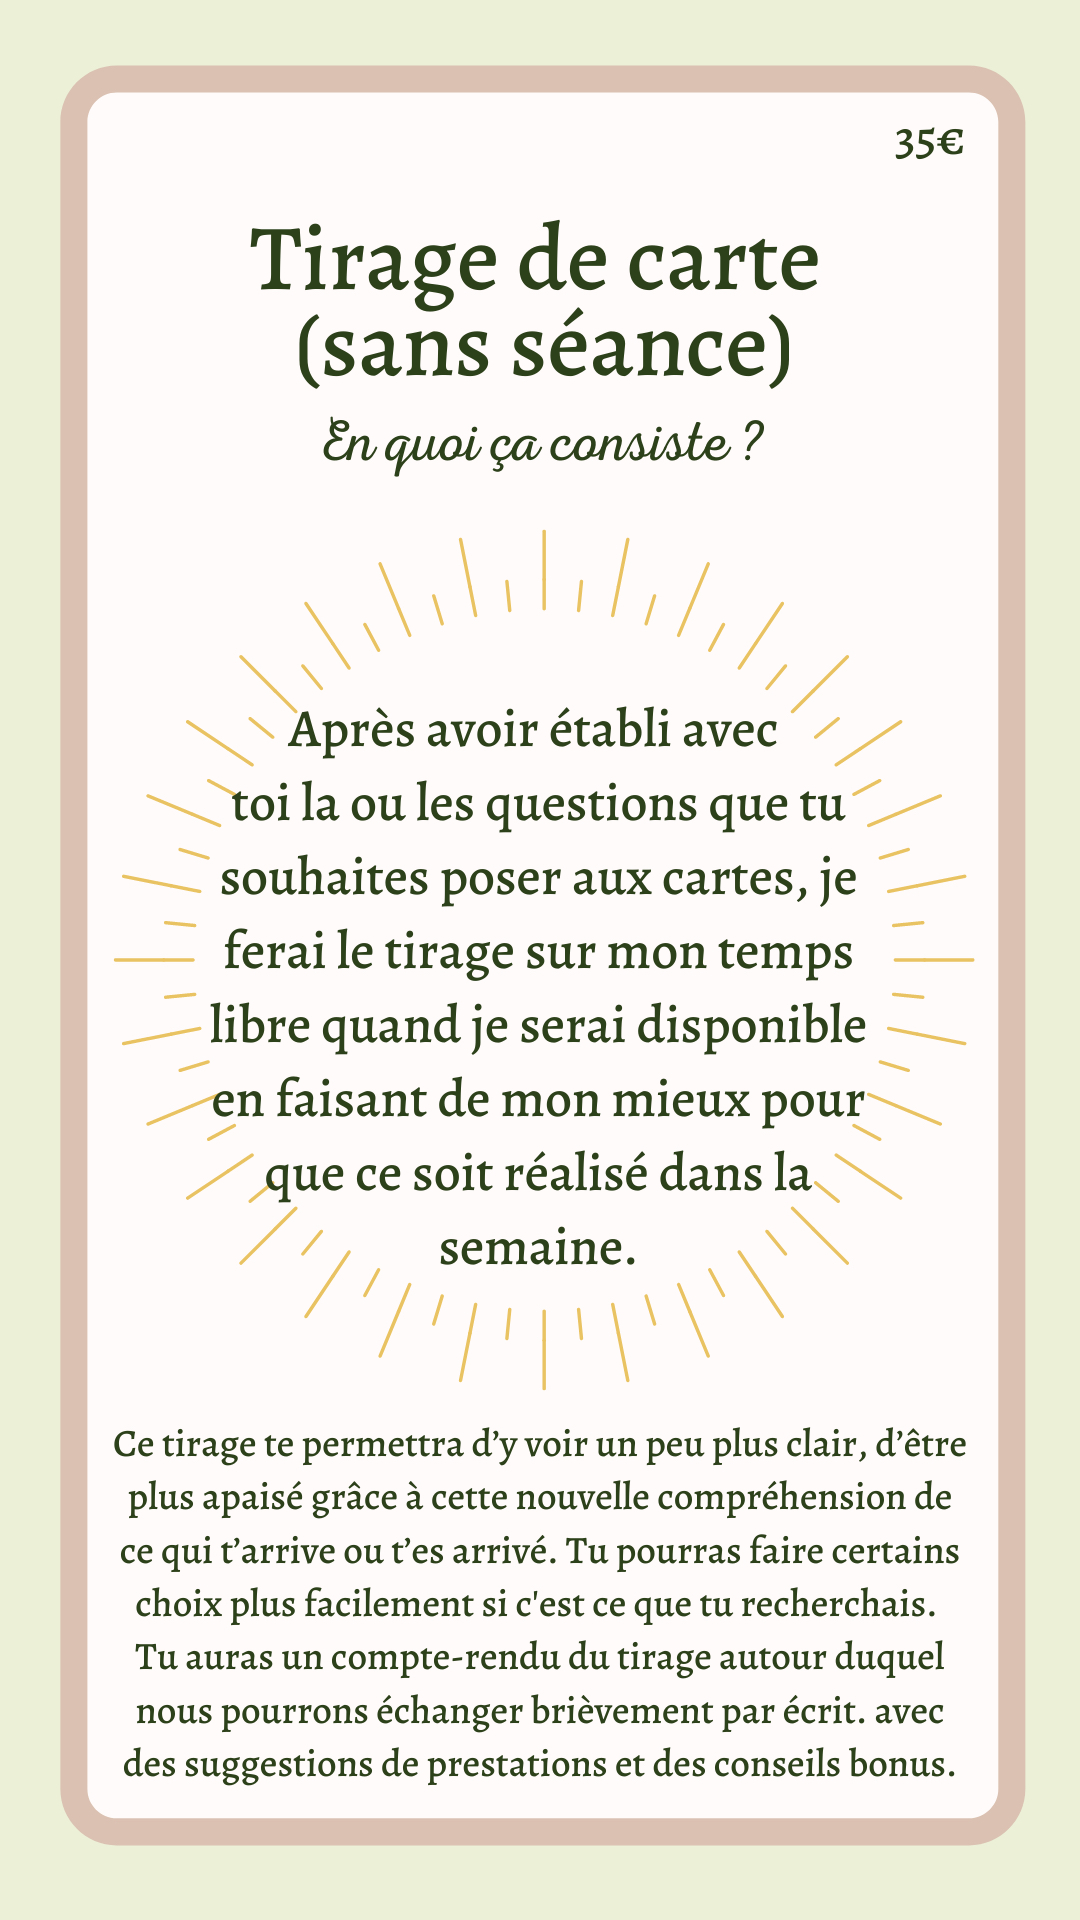 35€
Tirage de carte
(sans séance)
En quoi ça consiste ?
Après avoir établi avec
toi la ou les questions que tu
souhaites poser aux cartes, je
ferai le tirage sur mon temps
libre quand je serai disponible
en faisant de mon mieux pour
que ce soit réalisé dans la
semaine.
Ce tirage te permettra d’y voir un peu plus clair, d’être
plus apaisé grâce à cette nouvelle compréhension de
ce qui t’arrive ou t’es arrivé. Tu pourras faire certains
choix plus facilement si c'est ce que tu recherchais.
Tu auras un compte-rendu du tirage autour duquel
nous pourrons échanger brièvement par écrit. avec
des suggestions de prestations et des conseils bonus.